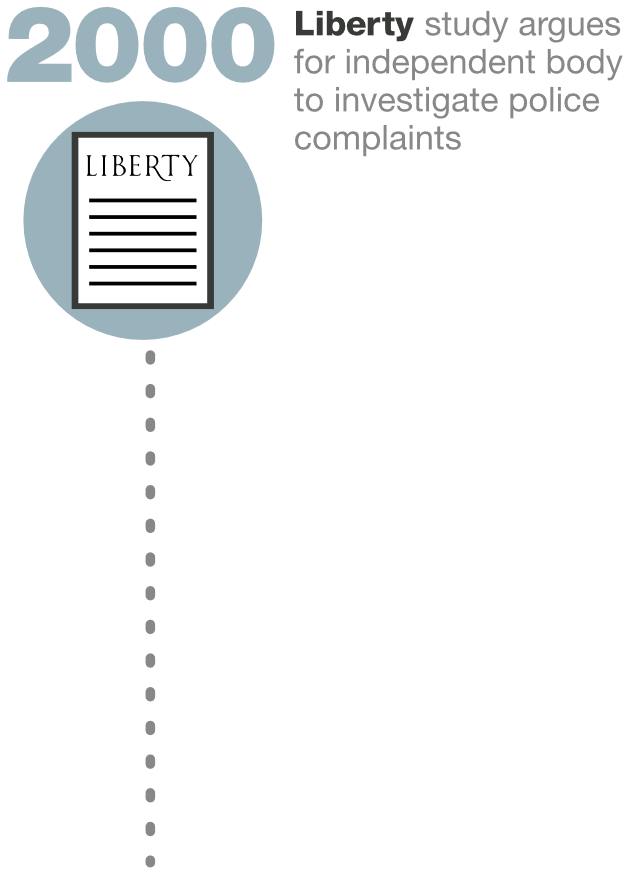 2000
Liberty study argues
for independent body
to investigate police
complaints
LIBERTY